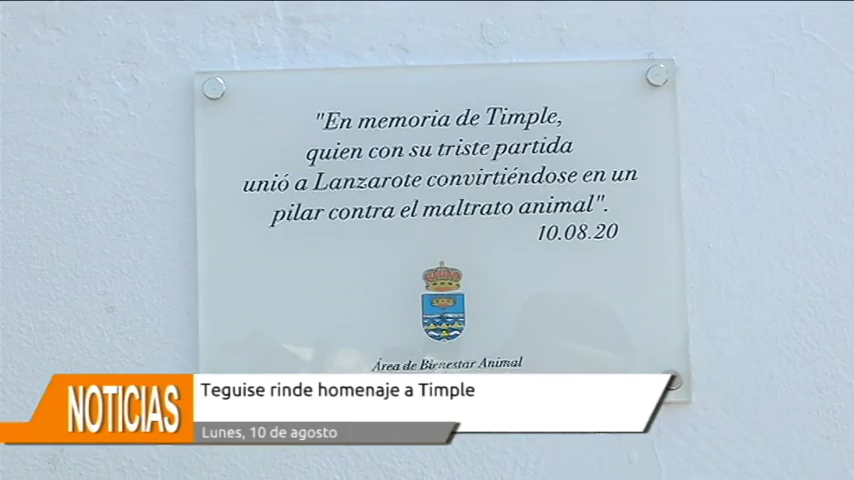 "En memoria de Timple,
quien con su triste partida
unió a Lanzarote convirtiéndose en un
pilar contra el maltrato animal".
10.08.20
Área de Bienestar Animal
NOTICIAS
Teguise rinde homenaje a Timple
Lunes, 10 de agosto